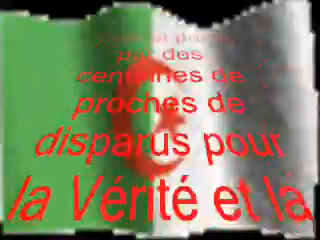 par des
centaines de
proches de
disparus pour
la Vérité et la